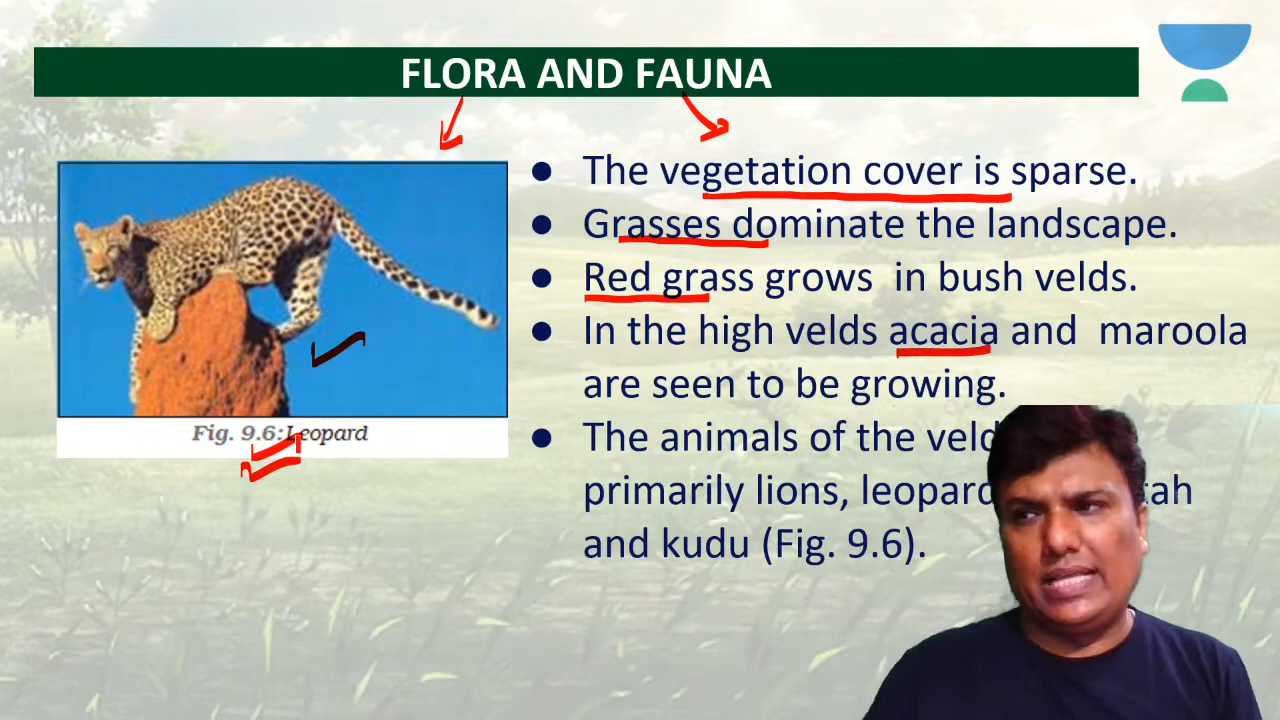 FLORA AND FAUNA
● The vegetation cover is sparse.
● Grasses dominate the landscape.
● Red grass grows in bush velds.
● In the high velds acacia and maroola
are seen to be growing.
● The animals of the veld
primarily lions, leopard
and kudu (Fig. 9.6).
Fig. 9.6: Leopard